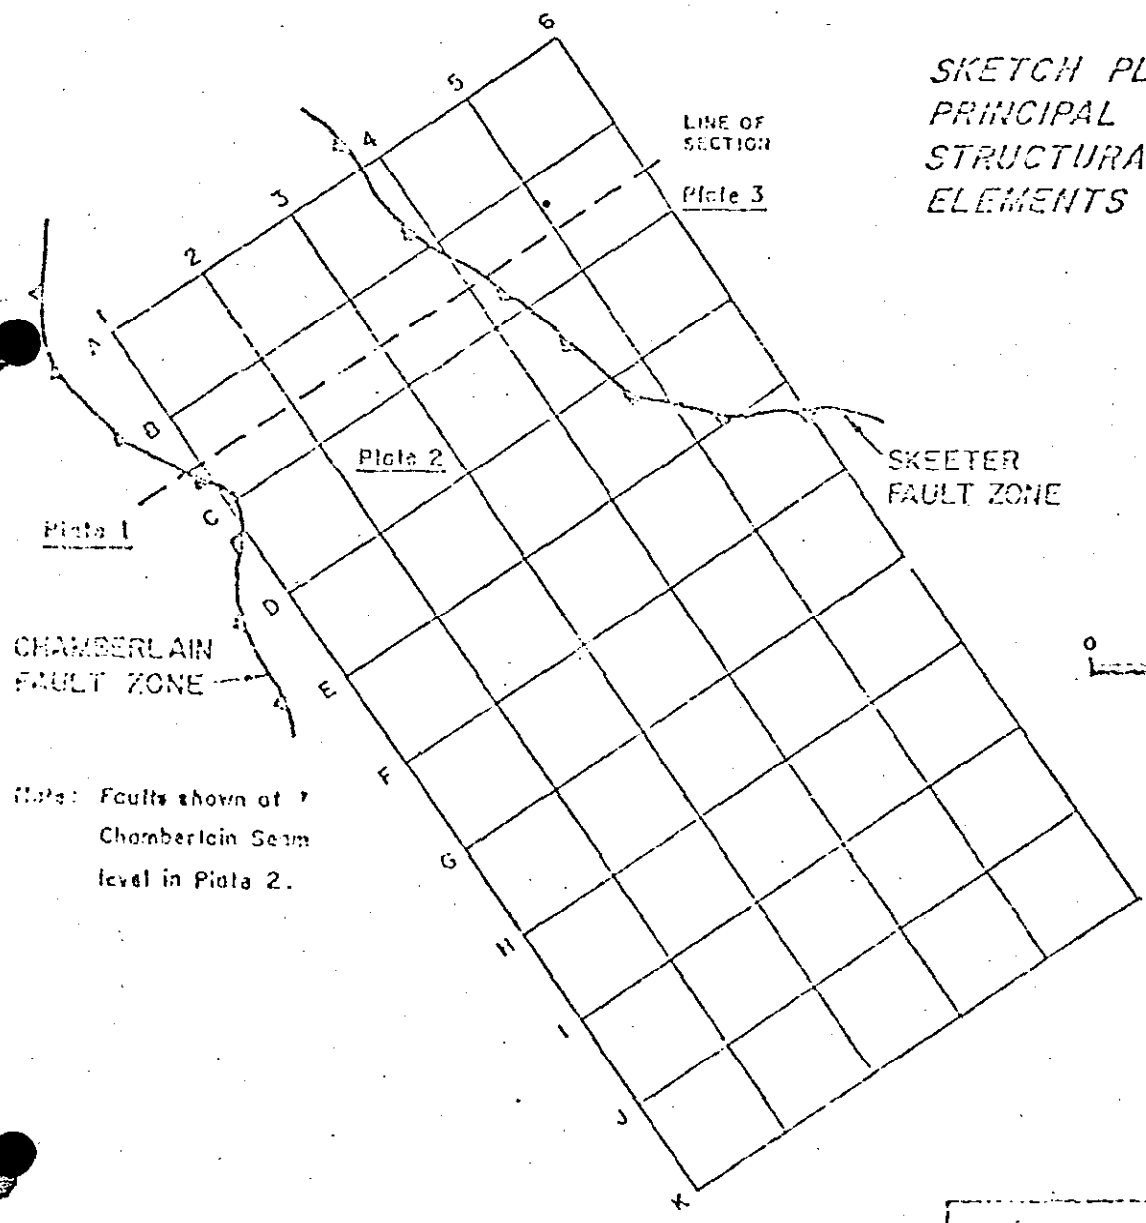 SKETCH PL
PRINCIPAL
STRUCTURA
ELEMENTS
6
5
4
3
2
1
LINE OF
SECTION
Plate 3
A
B
Plate 2
SKEETER
FAULT ZONE
C
Plate 1
D
CHAMBERLAIN
FAULT ZONE
E
0
F
Note: Faults shown at
Chamberlain Seam
level in Plate 2.
G
H
I
J
K